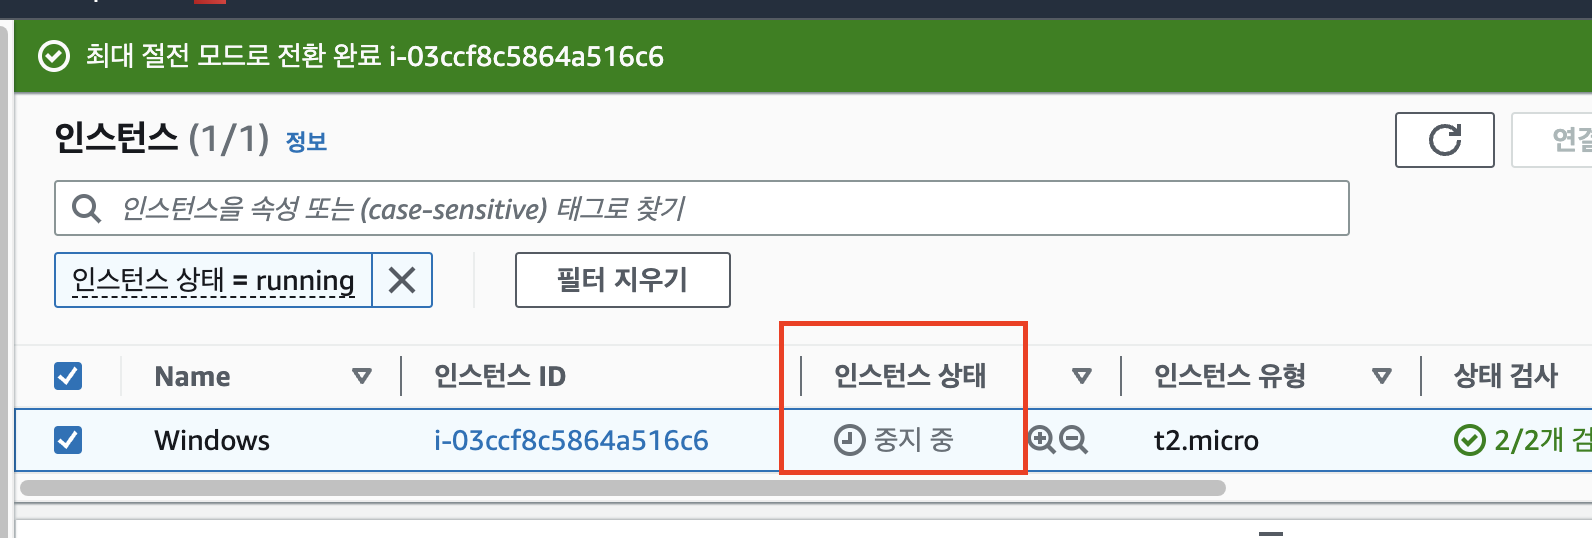 최대 절전 모드로 전환 완료 i-03ccf8c5864a516c6
인스턴스 (1/1) 정보
인스턴스을 속성 또는 (case-sensitive) 태그로 찾기
인스턴스 상태 = running
필터 지우기
Name 인스턴스 ID 인스턴스 상태 인스턴스 유형 상태 검사
Windows i-03ccf8c5864a516c6 중지 중 t2.micro 2/2개